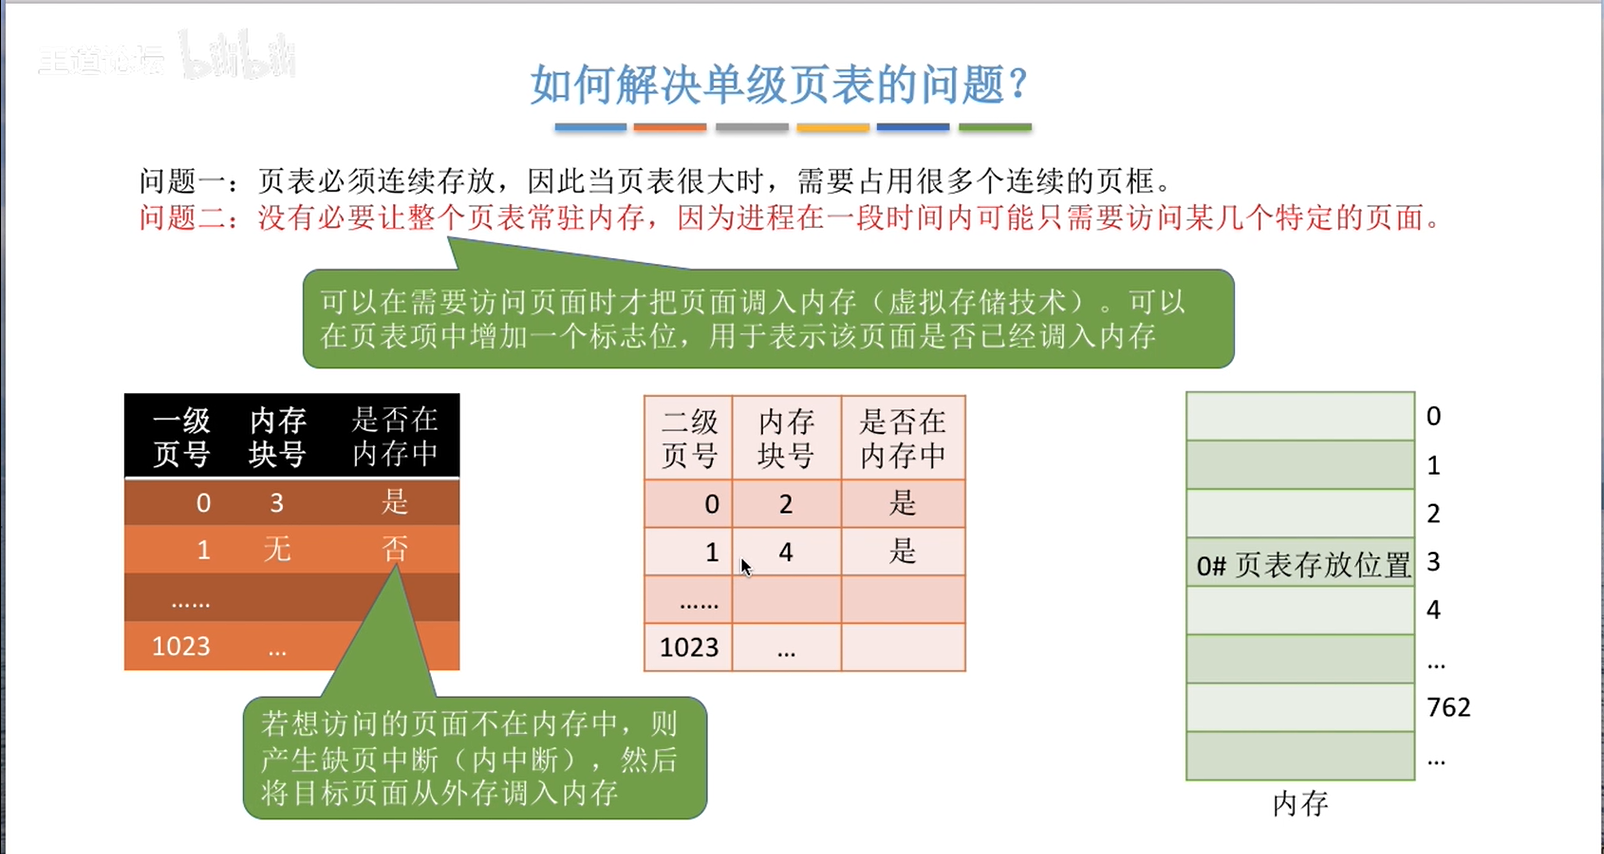 王道论坛 bilibili
如何解决单级页表的问题？
问题一：页表必须连续存放，因此当页表很大时，需要占用很多个连续的页框。
问题二：没有必要让整个页表常驻内存，因为进程在一段时间内可能只需要访问某几个特定的页面。
可以在需要访问页面时才把页面调入内存（虚拟存储技术）。可以
在页表项中增加一个标志位，用于表示该页面是否已经调入内存
一级 内存 是否在
页号 块号 内存中
0 3 是
1 无 否
……
1023 ...
二级 内存 是否在
页号 块号 内存中
0 2 是
1 4 是
……
1023 ...
0
1
2
0# 页表存放位置 3
4
...
762
...
内存
若想访问的页面不在内存中，则
产生缺页中断（内中断），然后
将目标页面从外存调入内存